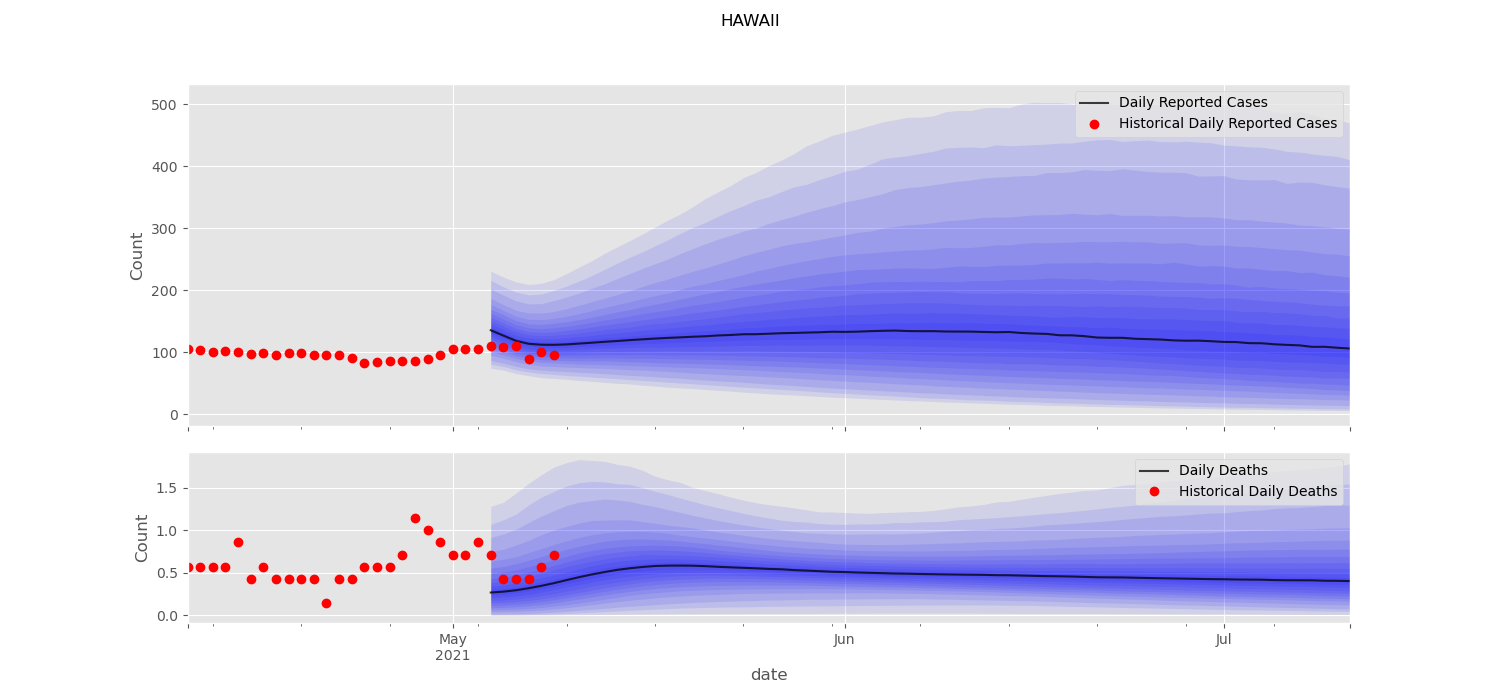 HAWAII
500
400
300
200
100
0
Count
Daily Reported Cases
Historical Daily Reported Cases
1.5
1.0
0.5
0.0
Count
Daily Deaths
Historical Daily Deaths
May
2021
Jun
Jul
date